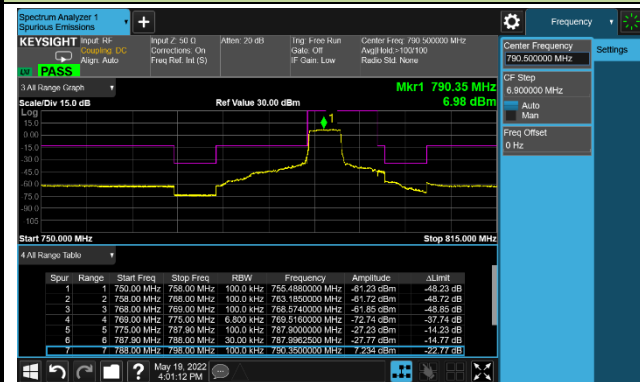 Spectrum Analyzer 1
Spurious Emissions
Frequency
KEYSIGHT
Input: RF
Coupling: DC
Align: Auto
Input Z: 50 Ω
Corrections: On
Freq Ref: Int (S)
Atten: 20 dB
Trig: Free Run
Gate: Off
IF Gain: Low
Center Freq: 790.500000 MHz
Avg|Hold:>100/100
Radio Std: None
PASS
Center Frequency
790.500000 MHz
Settings
CF Step
6.900000 MHz
Auto
Man
Freq Offset
0 Hz
3 All Range Graph
Mkr1 790.35 MHz
Scale/Div 15.0 dB
Ref Value 30.00 dBm
6.98 dBm
Log
15.0
0.00
-15.0
-30.0
-45.0
-60.0
-75.0
-90.0
-105
1
Start 750.000 MHz
Stop 815.000 MHz
4 All Range Table
Spur Range Start Freq Stop Freq RBW Frequency Amplitude ΔLimit
1 1 750.00 MHz 758.00 MHz 100.0 kHz 755.4880000 MHz -61.23 dBm -48.23 dB
2 2 758.00 MHz 768.00 MHz 100.0 kHz 763.1850000 MHz -61.72 dBm -48.72 dB
3 3 768.00 MHz 769.00 MHz 100.0 kHz 768.5740000 MHz -61.85 dBm -48.85 dB
4 4 769.00 MHz 775.00 MHz 6.800 kHz 769.5160000 MHz -72.74 dBm -37.74 dB
5 5 775.00 MHz 787.90 MHz 100.0 kHz 787.9000000 MHz -27.23 dBm -14.23 dB
6 6 787.90 MHz 788.00 MHz 30.00 kHz 787.9962500 MHz -27.77 dBm -14.77 dB
7 7 788.00 MHz 798.00 MHz 100.0 kHz 790.3500000 MHz 7.234 dBm -22.77 dB
May 19, 2022
4:01:12 PM